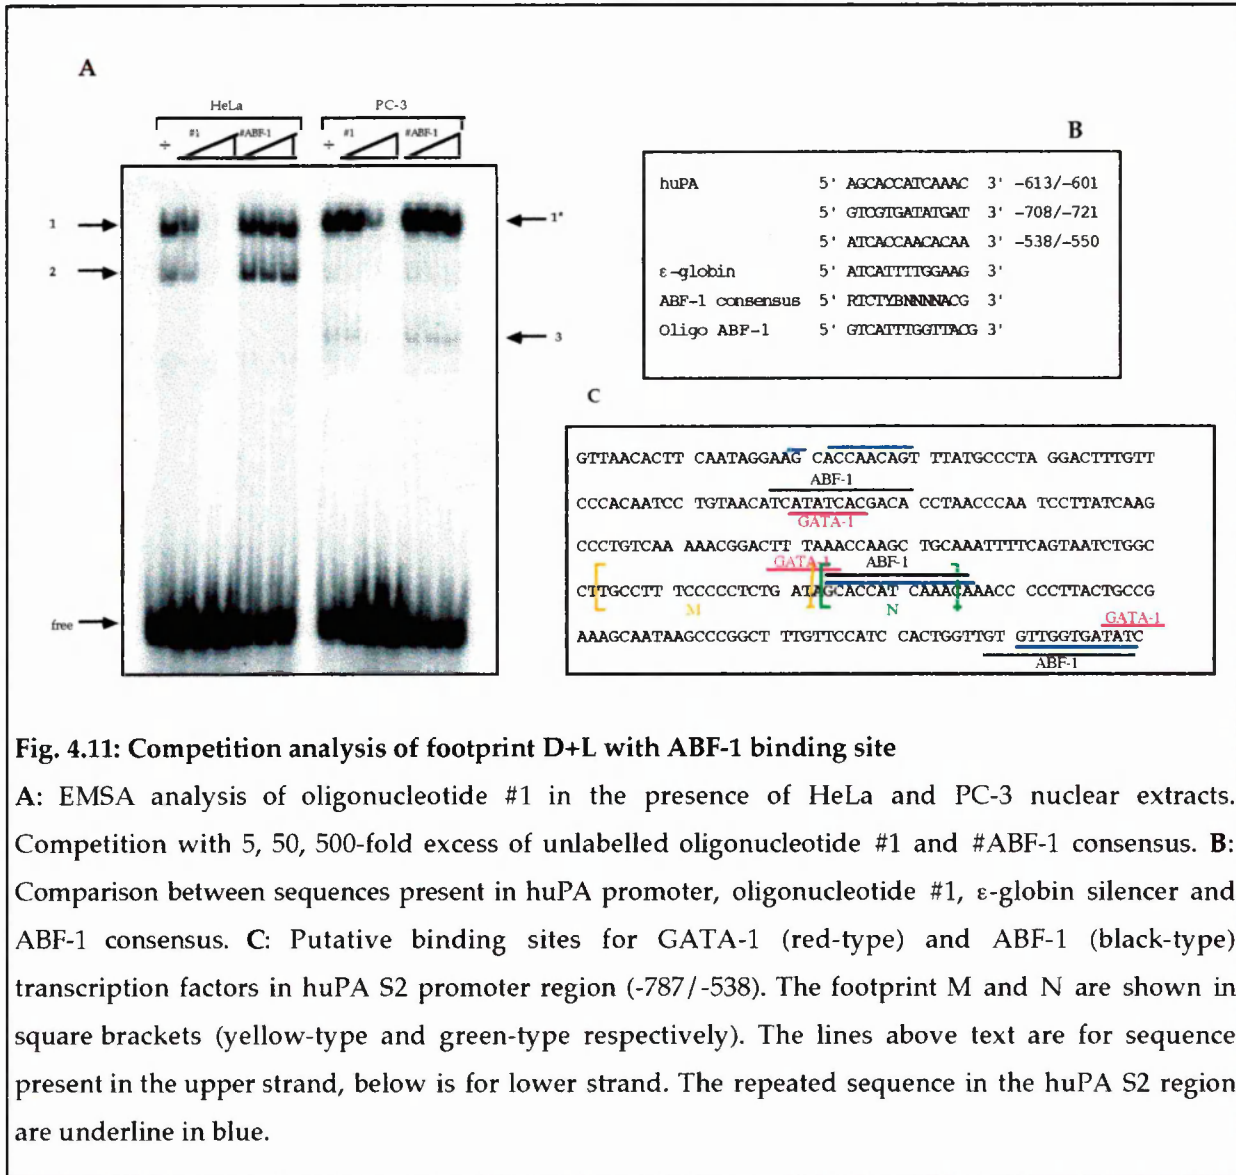 A
HeLa
PC-3
÷ #1 #ABF-1 ÷ #1 #ABF-1
1
1*
2
3
free
B
huPA 5' AGCACCATCAAAC 3' -613/-601
5' GTCGTGATATGAT 3' -708/-721
5' ATCACCAACACAA 3' -538/-550
ε-globin 5' ATCATTTTGGAAG 3'
ABF-1 consensus 5' RTCTYBNNNNACG 3'
Oligo ABF-1 5' GTCATTTGGTTACG 3'
C
GTTAACACTT CAATAGGAAGCACCAACAGT TTATGCCCTA GGACTTTGTT
ABF-1
CCCACAATCC TGTAACATCATATCACGACA CCTAACCCAA TCCTTATCAAG
GATA-1
CCCTGTCAA AAACGGACTT TAAACCAAGC TGCAAATTTTCAGTAATCTGGC
GATA-1 ABF-1
CTTGCCTTT TCCCCCTCTG ATAGCACCAT CAAACAAACC CCCTTACTGCCG
M N
GATA-1
AAAGCAATAAGCCCGGCTT TTGTTCCATC CACTGGTTGT GTTGGTGATATC
ABF-1
Fig. 4.11: Competition analysis of footprint D+L with ABF-1 binding site
A: EMSA analysis of oligonucleotide #1 in the presence of HeLa and PC-3 nuclear extracts.
Competition with 5, 50, 500-fold excess of unlabelled oligonucleotide #1 and #ABF-1 consensus. B:
Comparison between sequences present in huPA promoter, oligonucleotide #1, ε-globin silencer and
ABF-1 consensus. C: Putative binding sites for GATA-1 (red-type) and ABF-1 (black-type)
transcription factors in huPA S2 promoter region (-787/-538). The footprint M and N are shown in
square brackets (yellow-type and green-type respectively). The lines above text are for sequence
present in the upper strand, below is for lower strand. The repeated sequence in the huPA S2 region
are underline in blue.